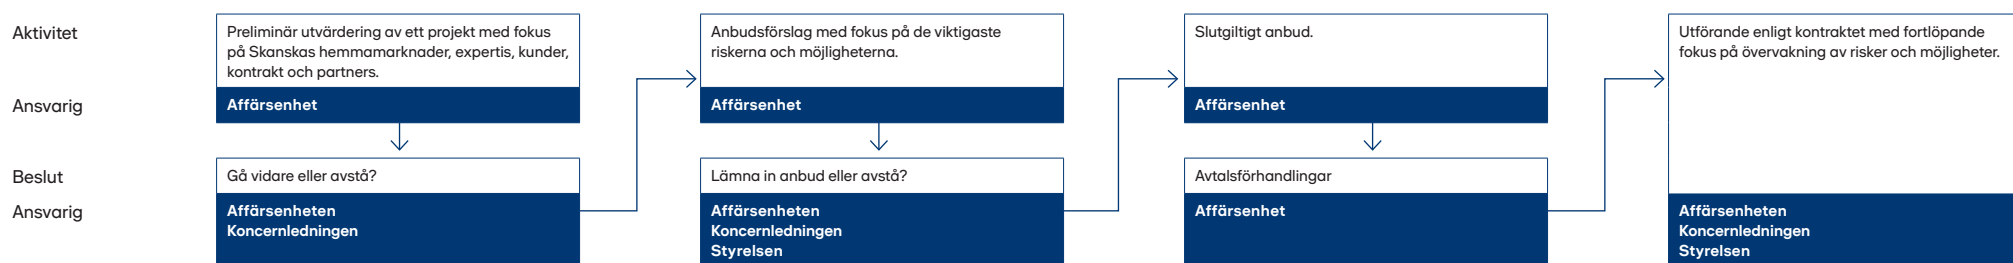 Aktivitet
Preliminär utvärdering av ett projekt med fokus
på Skanskas hemmamarknader, expertis, kunder,
kontrakt och partners.
Anbudsförslag med fokus på de viktigaste
riskerna och möjligheterna.
Slutgiltigt anbud.
Utförande enligt kontraktet med fortlöpande
fokus på övervakning av risker och möjligheter.
Ansvarig
Affärsenhet
Affärsenhet
Affärsenhet
Beslut
Gå vidare eller avstå?
Lämna in anbud eller avstå?
Avtalsförhandlingar
Ansvarig
Affärsenheten
Koncernledningen
Affärsenheten
Koncernledningen
Styrelsen
Affärsenhet
Affärsenheten
Koncernledningen
Styrelsen